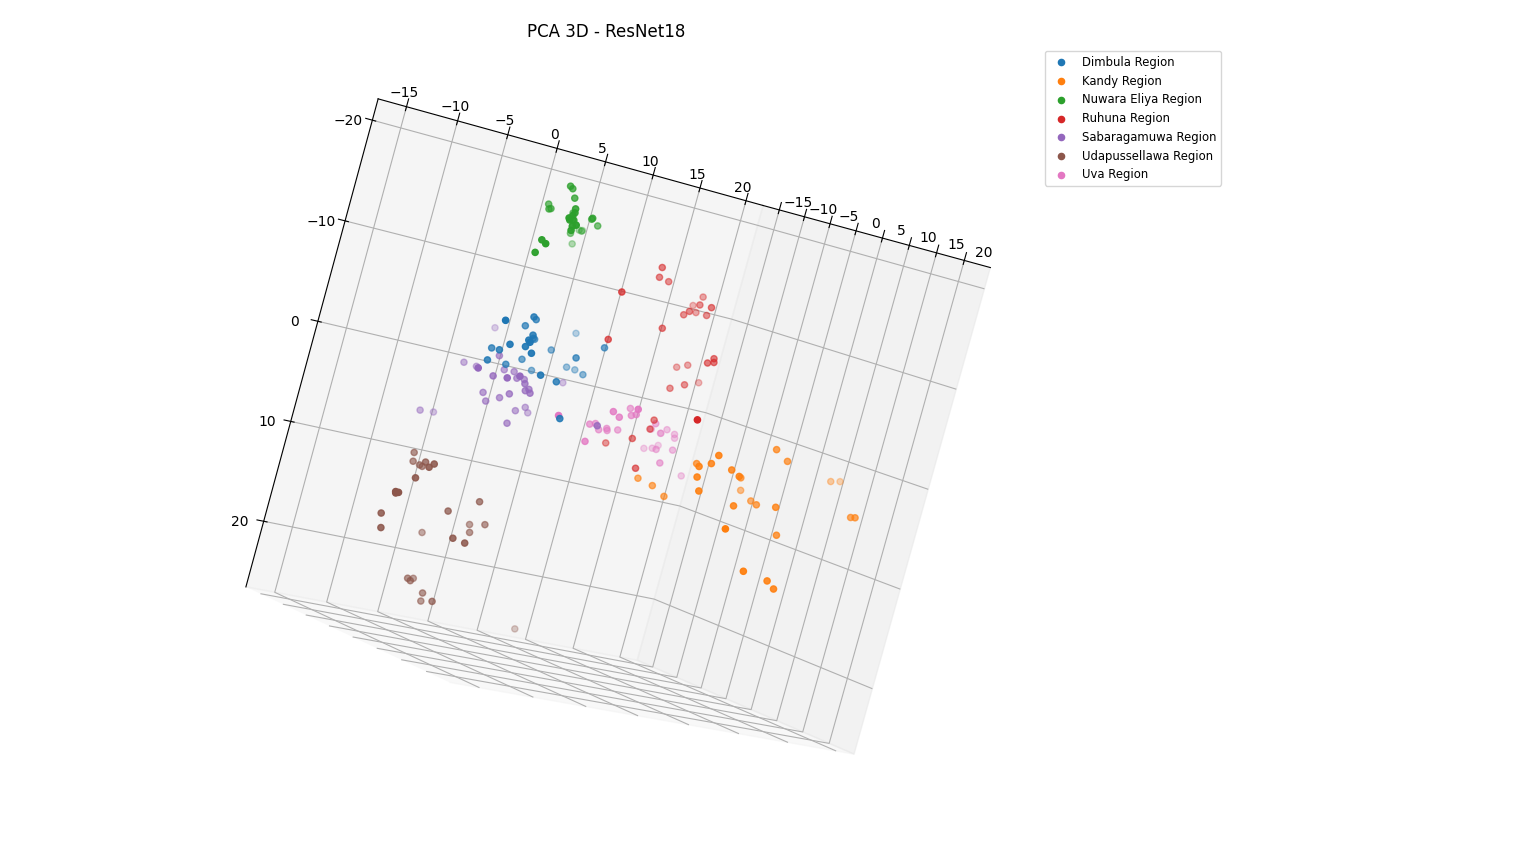 PCA 3D - ResNet18
Dimbula Region
Kandy Region
Nuwara Eliya Region
Ruhuna Region
Sabaragamuwa Region
Udapussellawa Region
Uva Region
−15
−10
−5
0
5
10
15
20
−15
−10
−5
0
5
10
15
20
−20
−10
0
10
20